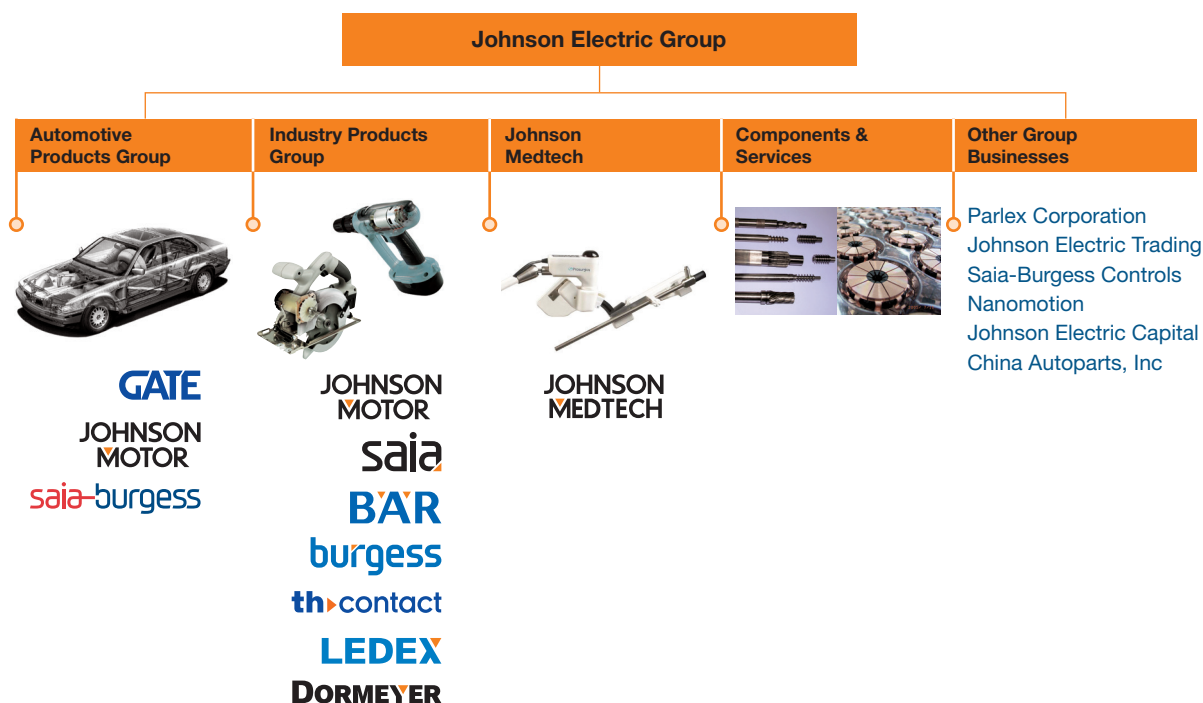 Johnson Electric Group
Automotive
Products Group
Industry Products
Group
Johnson
Medtech
Components &
Services
Other Group
Businesses
GATE
JOHNSON
MOTOR
saia-burgess
JOHNSON
MOTOR
saia
BÄR
burgess
th contact
LEDEX
DORMEYER
JOHNSON
MEDTECH
Parlex Corporation
Johnson Electric Trading
Saia-Burgess Controls
Nanomotion
Johnson Electric Capital
China Autoparts, Inc